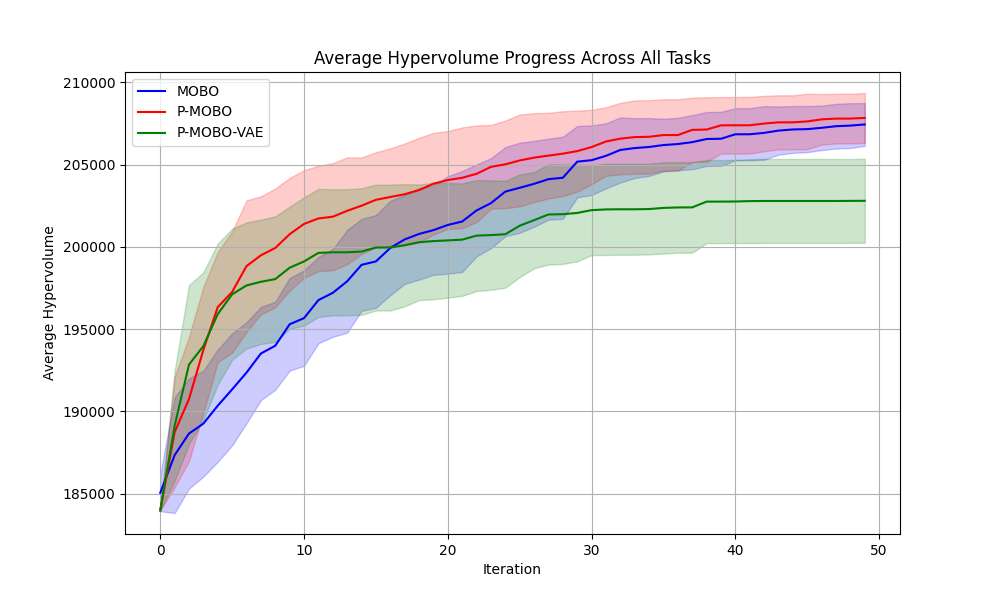 Average Hypervolume Progress Across All Tasks
MOBO
P-MOBO
P-MOBO-VAE
Average Hypervolume
210000
205000
200000
195000
190000
185000
0
10
20
30
40
50
Iteration